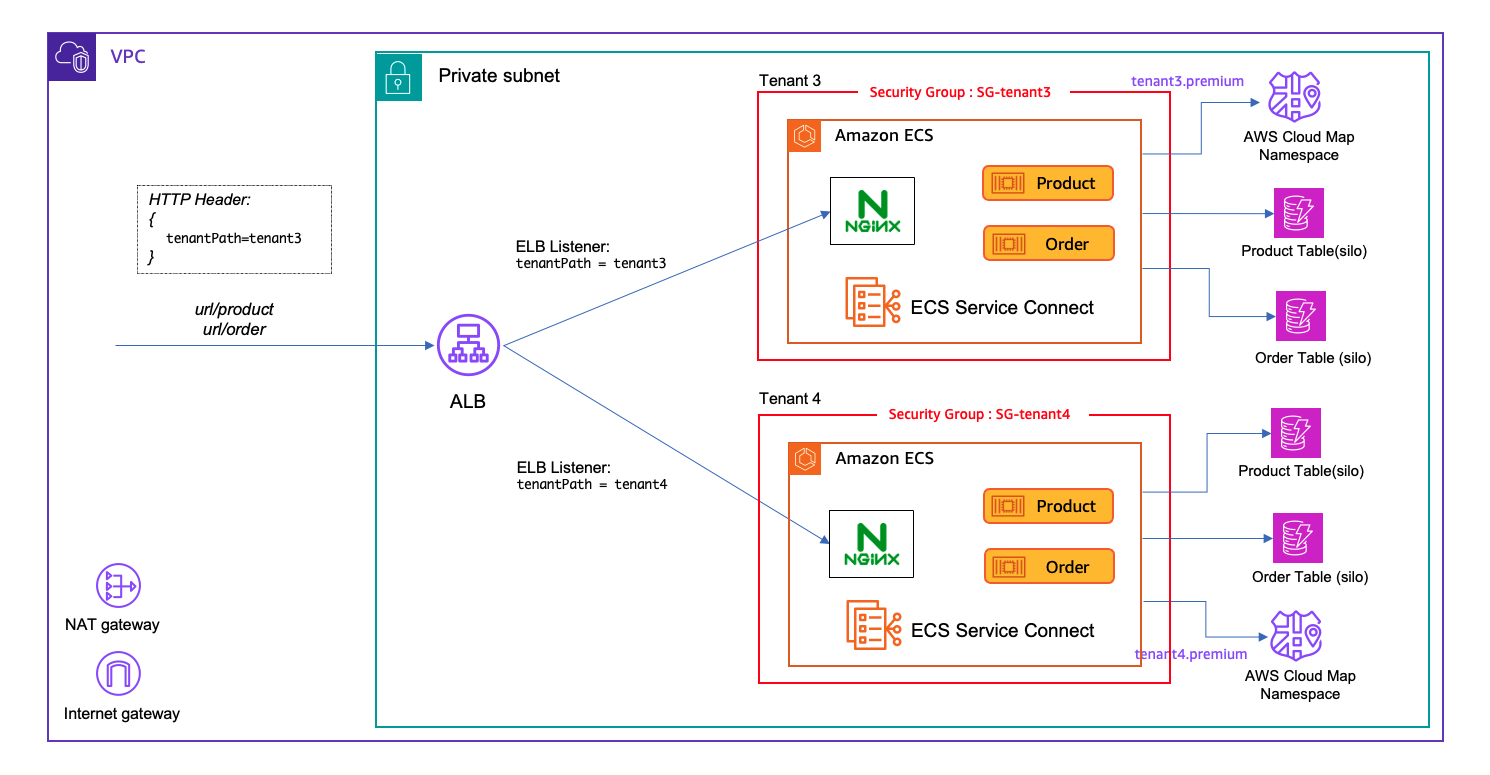 VPC
Private subnet
HTTP Header:
{
tenantPath=tenant3
}
url/product
url/order
ALB
NAT gateway
Internet gateway
ELB Listener:
tenantPath = tenant3
ELB Listener:
tenantPath = tenant4
Tenant 3
Security Group : SG-tenant3
Amazon ECS
NGINX
Product
Order
ECS Service Connect
tenant3.premium
AWS Cloud Map
Namespace
Product Table(silo)
Order Table (silo)
Tenant 4
Security Group : SG-tenant4
Amazon ECS
NGINX
Product
Order
ECS Service Connect
Product Table(silo)
Order Table (silo)
tenant4.premium
AWS Cloud Map
Namespace